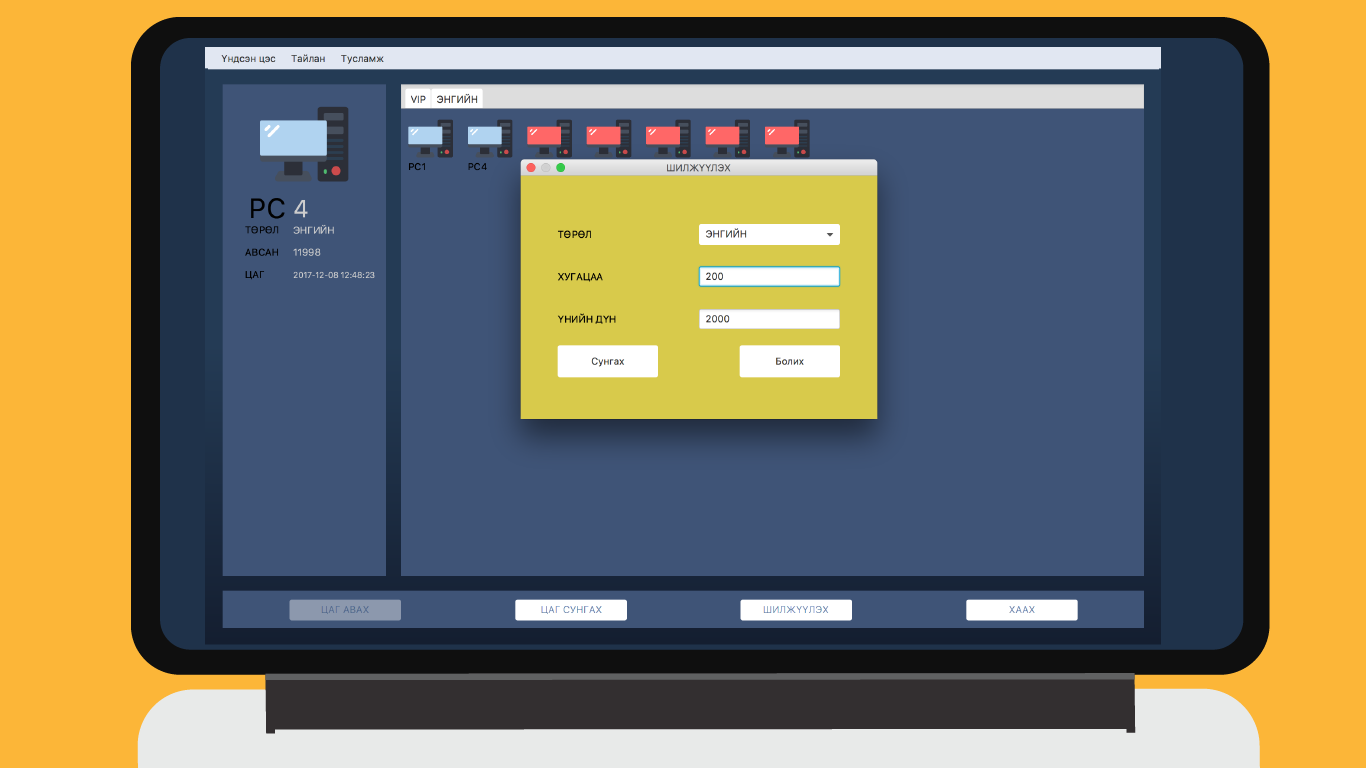 Үндсэн цэс Тайлан Тусламж
VIP ЭНГИЙН
PC1 PC4
PC 4
ТӨРӨЛ ЭНГИЙН
АВСАН 11998
ЦАГ 2017-12-08 12:48:23
ШИЛЖҮҮЛЭХ
ТӨРӨЛ ЭНГИЙН
ХУГАЦАА 200
ҮНИЙН ДҮН 2000
Сунгах Болих
ЦАГ АВАХ ЦАГ СУНГАХ ШИЛЖҮҮЛЭХ ХААХ